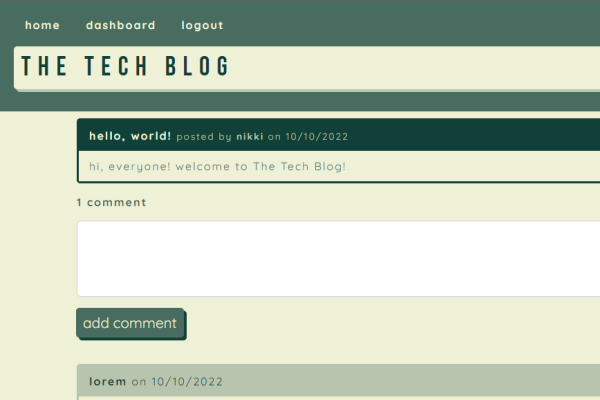 home dashboard logout
THE TECH BLOG
hello, world! posted by nikki on 10/10/2022
hi, everyone! welcome to The Tech Blog!
1 comment
add comment
lorem on 10/10/2022